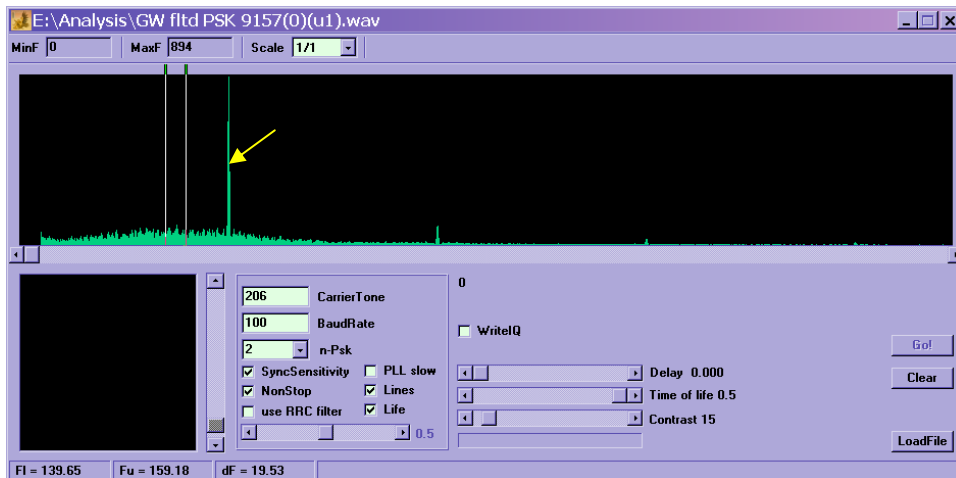 E:\Analysis\GW fltd PSK 9157(0)(u1).wav
MinF 0 MaxF 894 Scale 1/1
206 CarrierTone
100 BaudRate
2 n-Psk
SyncSensitivity PLL slow
NonStop Lines
use RRC filter Life
0.5
0
WriteIQ
Delay 0.000
Time of life 0.5
Contrast 15
Go!
Clear
LoadFile
Fl = 139.65 Fu = 159.18 dF = 19.53